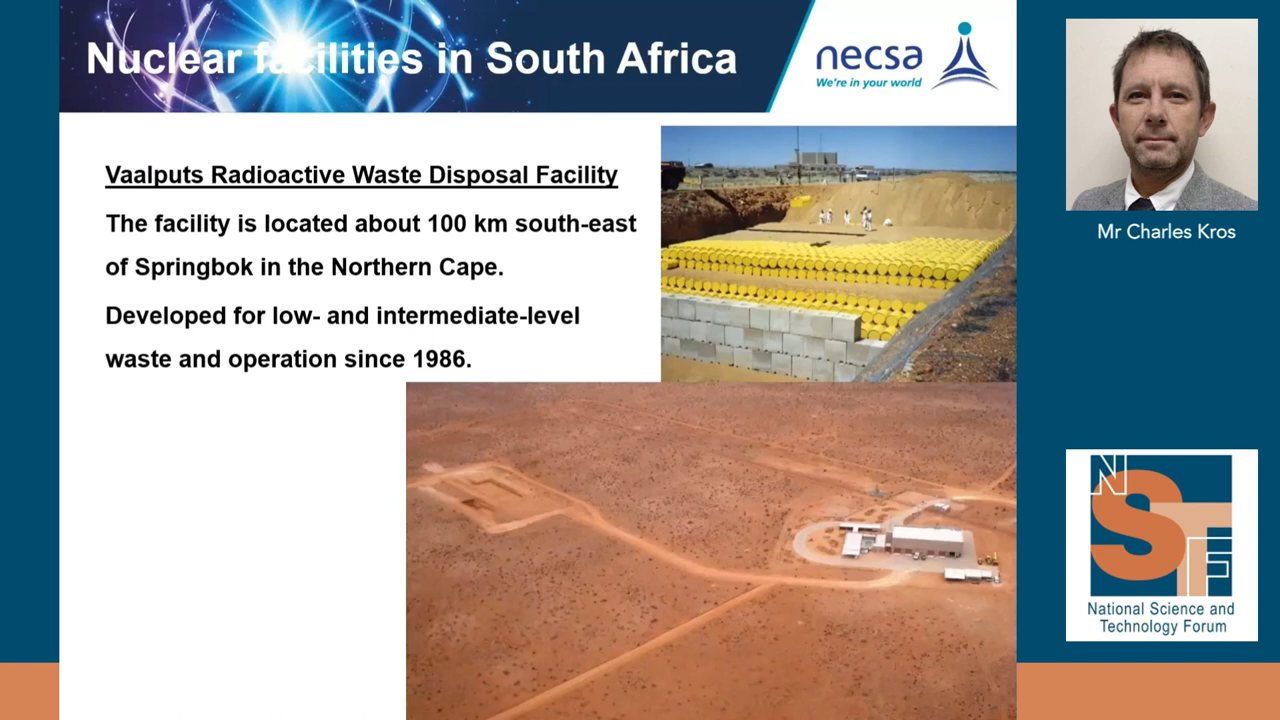 Nuclear facilities in South Africa
necsa
We're in your world
Vaalputs Radioactive Waste Disposal Facility
The facility is located about 100 km south-east
of Springbok in the Northern Cape.
Developed for low- and intermediate-level
waste and operation since 1986.
Mr Charles Kros
NSTF
National Science and
Technology Forum